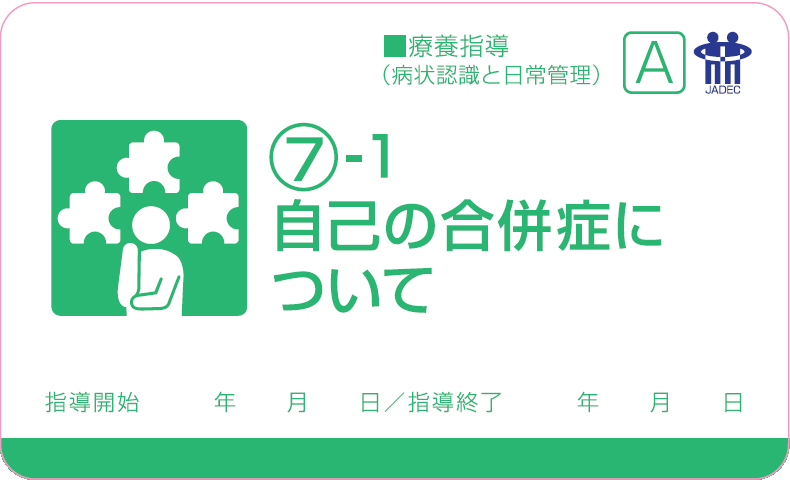 ■療養指導
（病状認識と日常管理）
A
JADEC
⑦-1
自己の合併症に
ついて
指導開始　　　年　　月　　日／指導終了　　　年　　月　　日